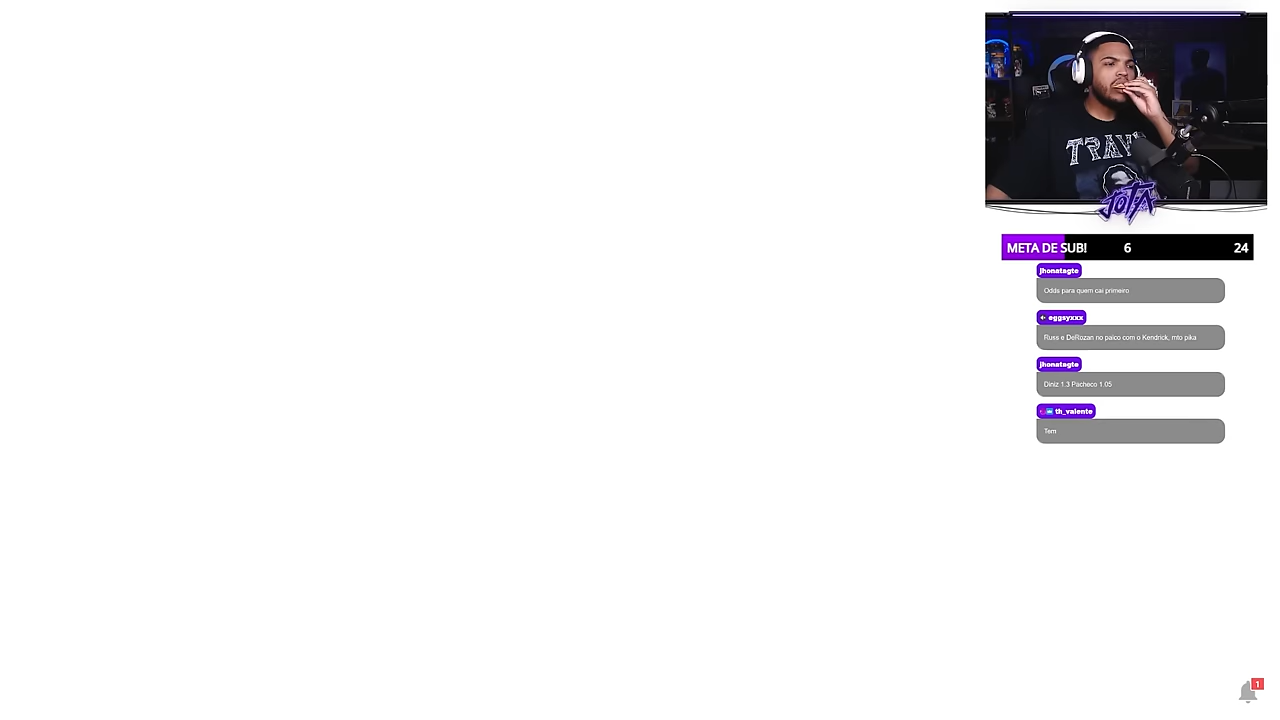 TRAV
JOTA
META DE SUB! 6 24
jhonatagte
Odds para quem cai primeiro
eggsyxxx
Russ e DeRozan no palco com o Kendrick, mto pika
jhonatagte
Diniz 1.3 Pacheco 1.05
th_valente
Tem
1